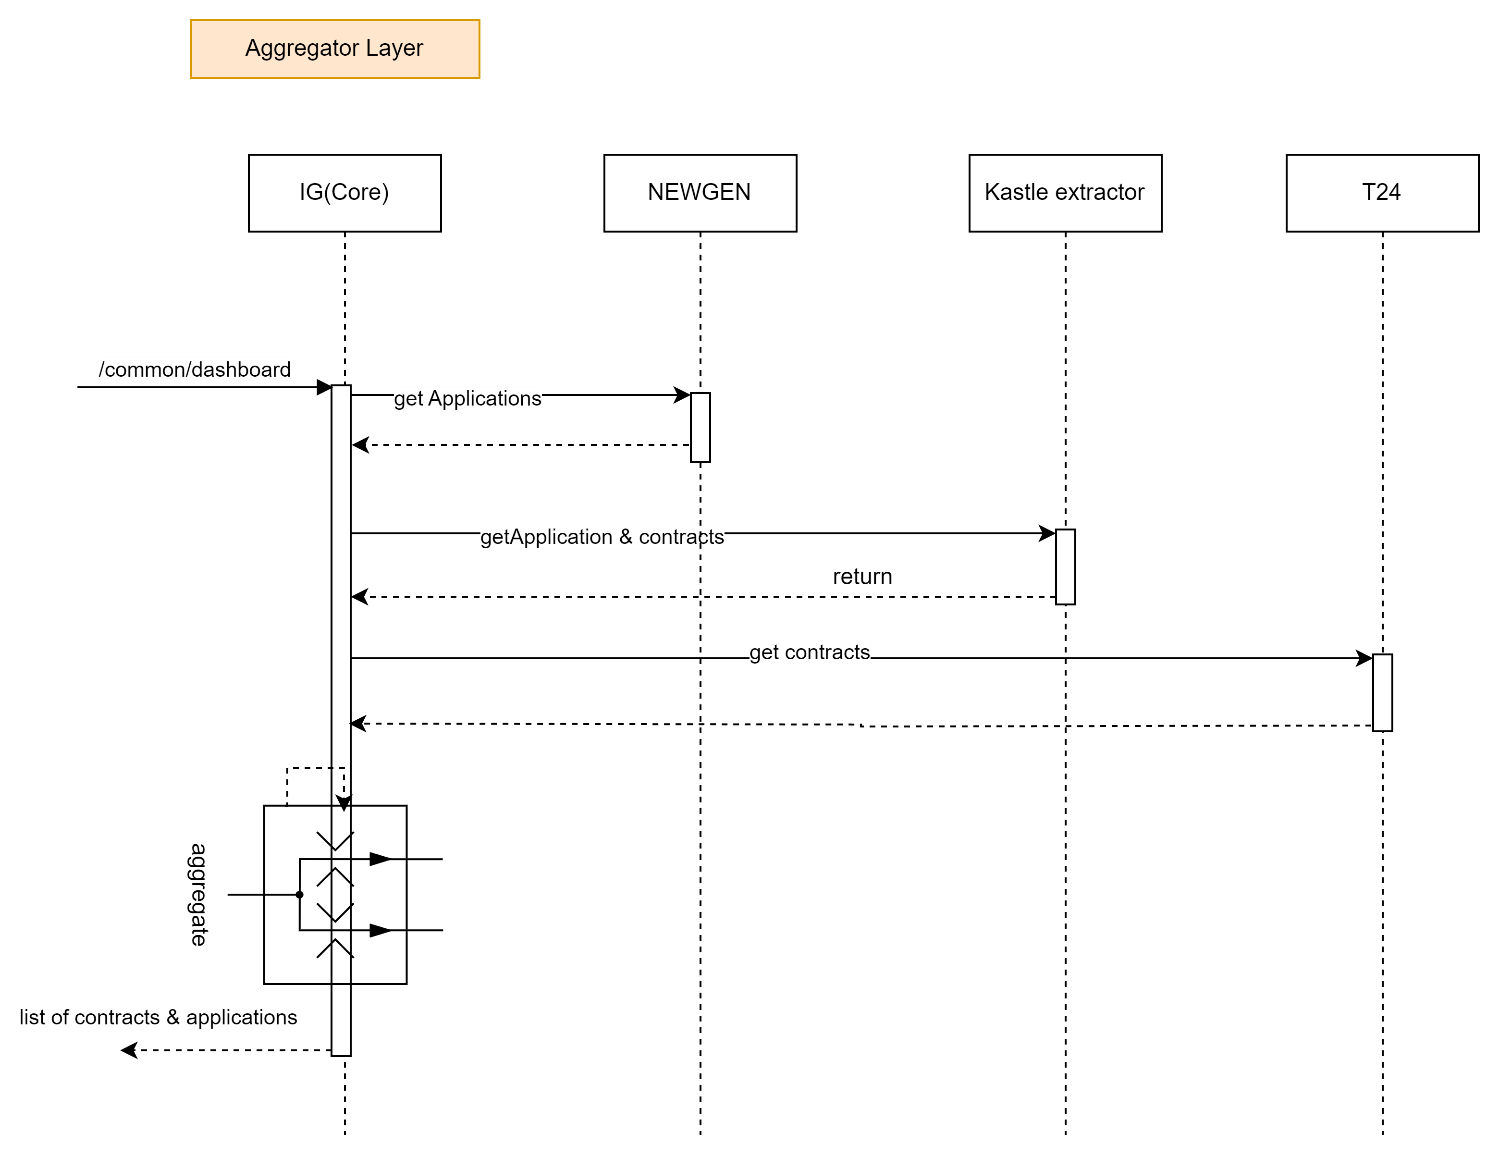 Aggregator Layer
IG(Core)
NEWGEN
Kastle extractor
T24
/common/dashboard
get Applications
getApplication & contracts
return
get contracts
aggregate
list of contracts & applications